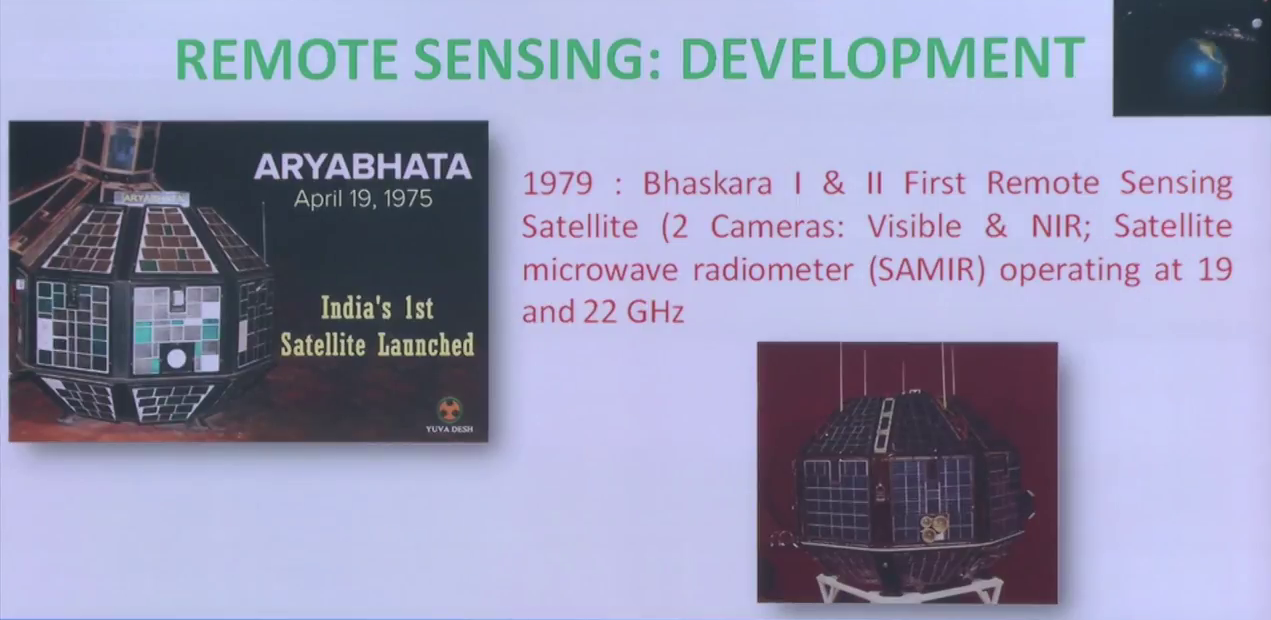 REMOTE SENSING: DEVELOPMENT
ARYABHATA
ARYABHATA
April 19, 1975
India's 1st
Satellite Launched
YUVA DESH
1979 : Bhaskara I & II First Remote Sensing
Satellite (2 Cameras: Visible & NIR; Satellite
microwave radiometer (SAMIR) operating at 19
and 22 GHz